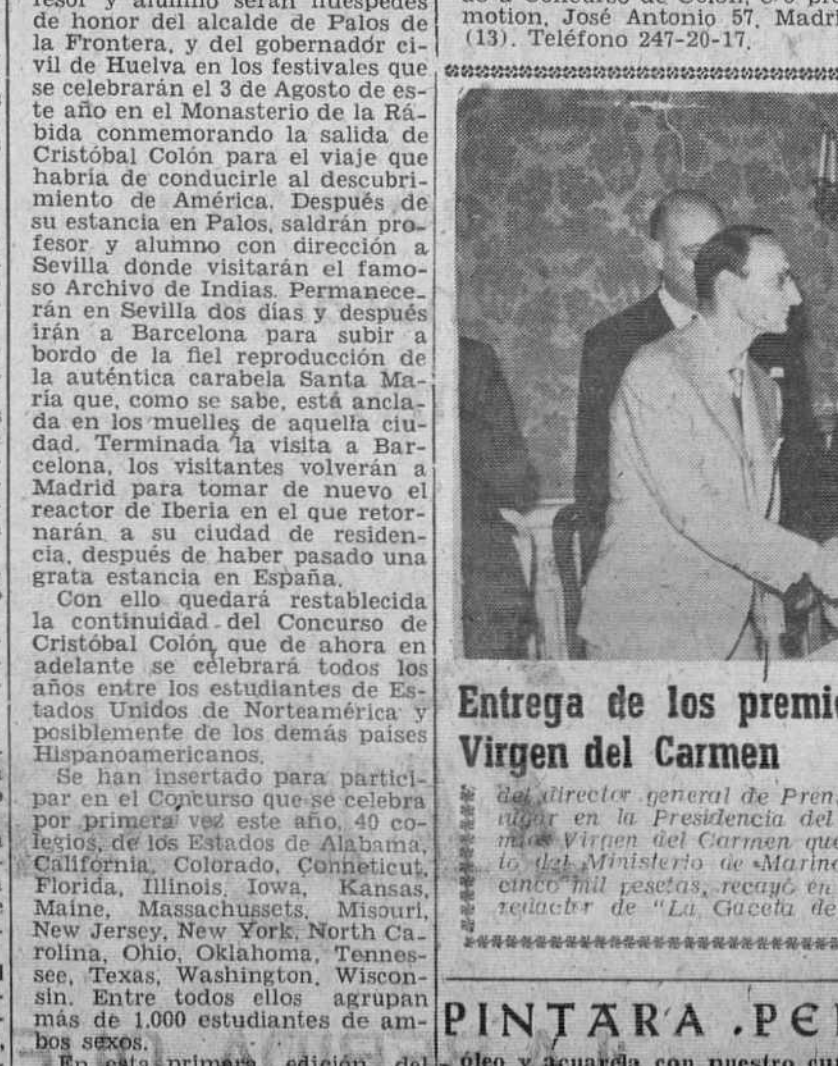 fesor y alumno serán huéspedes
de honor del alcalde de Palos de
la Frontera, y del gobernador ci-
vil de Huelva en los festivales que
se celebrarán el 3 de Agosto de es-
te año en el Monasterio de la Rá-
bida conmemorando la salida de
Cristóbal Colón para el viaje que
habría de conducirle al descubri-
miento de América. Después de
su estancia en Palos, saldrán pro-
fesor y alumno con dirección a
Sevilla donde visitarán el famo-
so Archivo de Indias. Permanece-
rán en Sevilla dos días y después
irán a Barcelona para subir a
bordo de la fiel reproducción de
la auténtica carabela Santa Ma-
ría que, como se sabe, está ancla-
da en los muelles de aquella ciu-
dad. Terminada la visita a Bar-
celona, los visitantes volverán a
Madrid para tomar de nuevo el
reactor de Iberia en el que retor-
narán a su ciudad de residen-
cia, después de haber pasado una
grata estancia en España.
Con ello quedará restablecida
la continuidad del Concurso de
Cristóbal Colón que de ahora en
adelante se celebrará todos los
años entre los estudiantes de Es-
tados Unidos de Norteamérica y
posiblemente de los demás países
Hispanoamericanos.
Se han insertado para partici-
par en el Concurso que se celebra
por primera vez este año, 40 co-
legios, de los Estados de Alabama,
California, Colorado, Conneticut,
Florida, Illinois, Iowa, Kansas,
Maine, Massachussets, Misouri,
New Jersey, New York, North Ca-
rolina, Ohio, Oklahoma, Tennes-
see, Texas, Washington, Wiscon-
sin. Entre todos ellos agrupan
más de 1.000 estudiantes de am-
bos sexos.
En esta primera edición del
motion, José Antonio 57. Madri
(13). Teléfono 247-20-17.
Entrega de los premi
Virgen del Carmen
del director general de Pren
lugar en la Presidencia del
mios Virgen del Carmen que
to del Ministerio de Marin
cinco mil pesetas, recayó en
redactor de "La Gaceta de
PINTARA PE
óleo y acuarela con nuestro cu